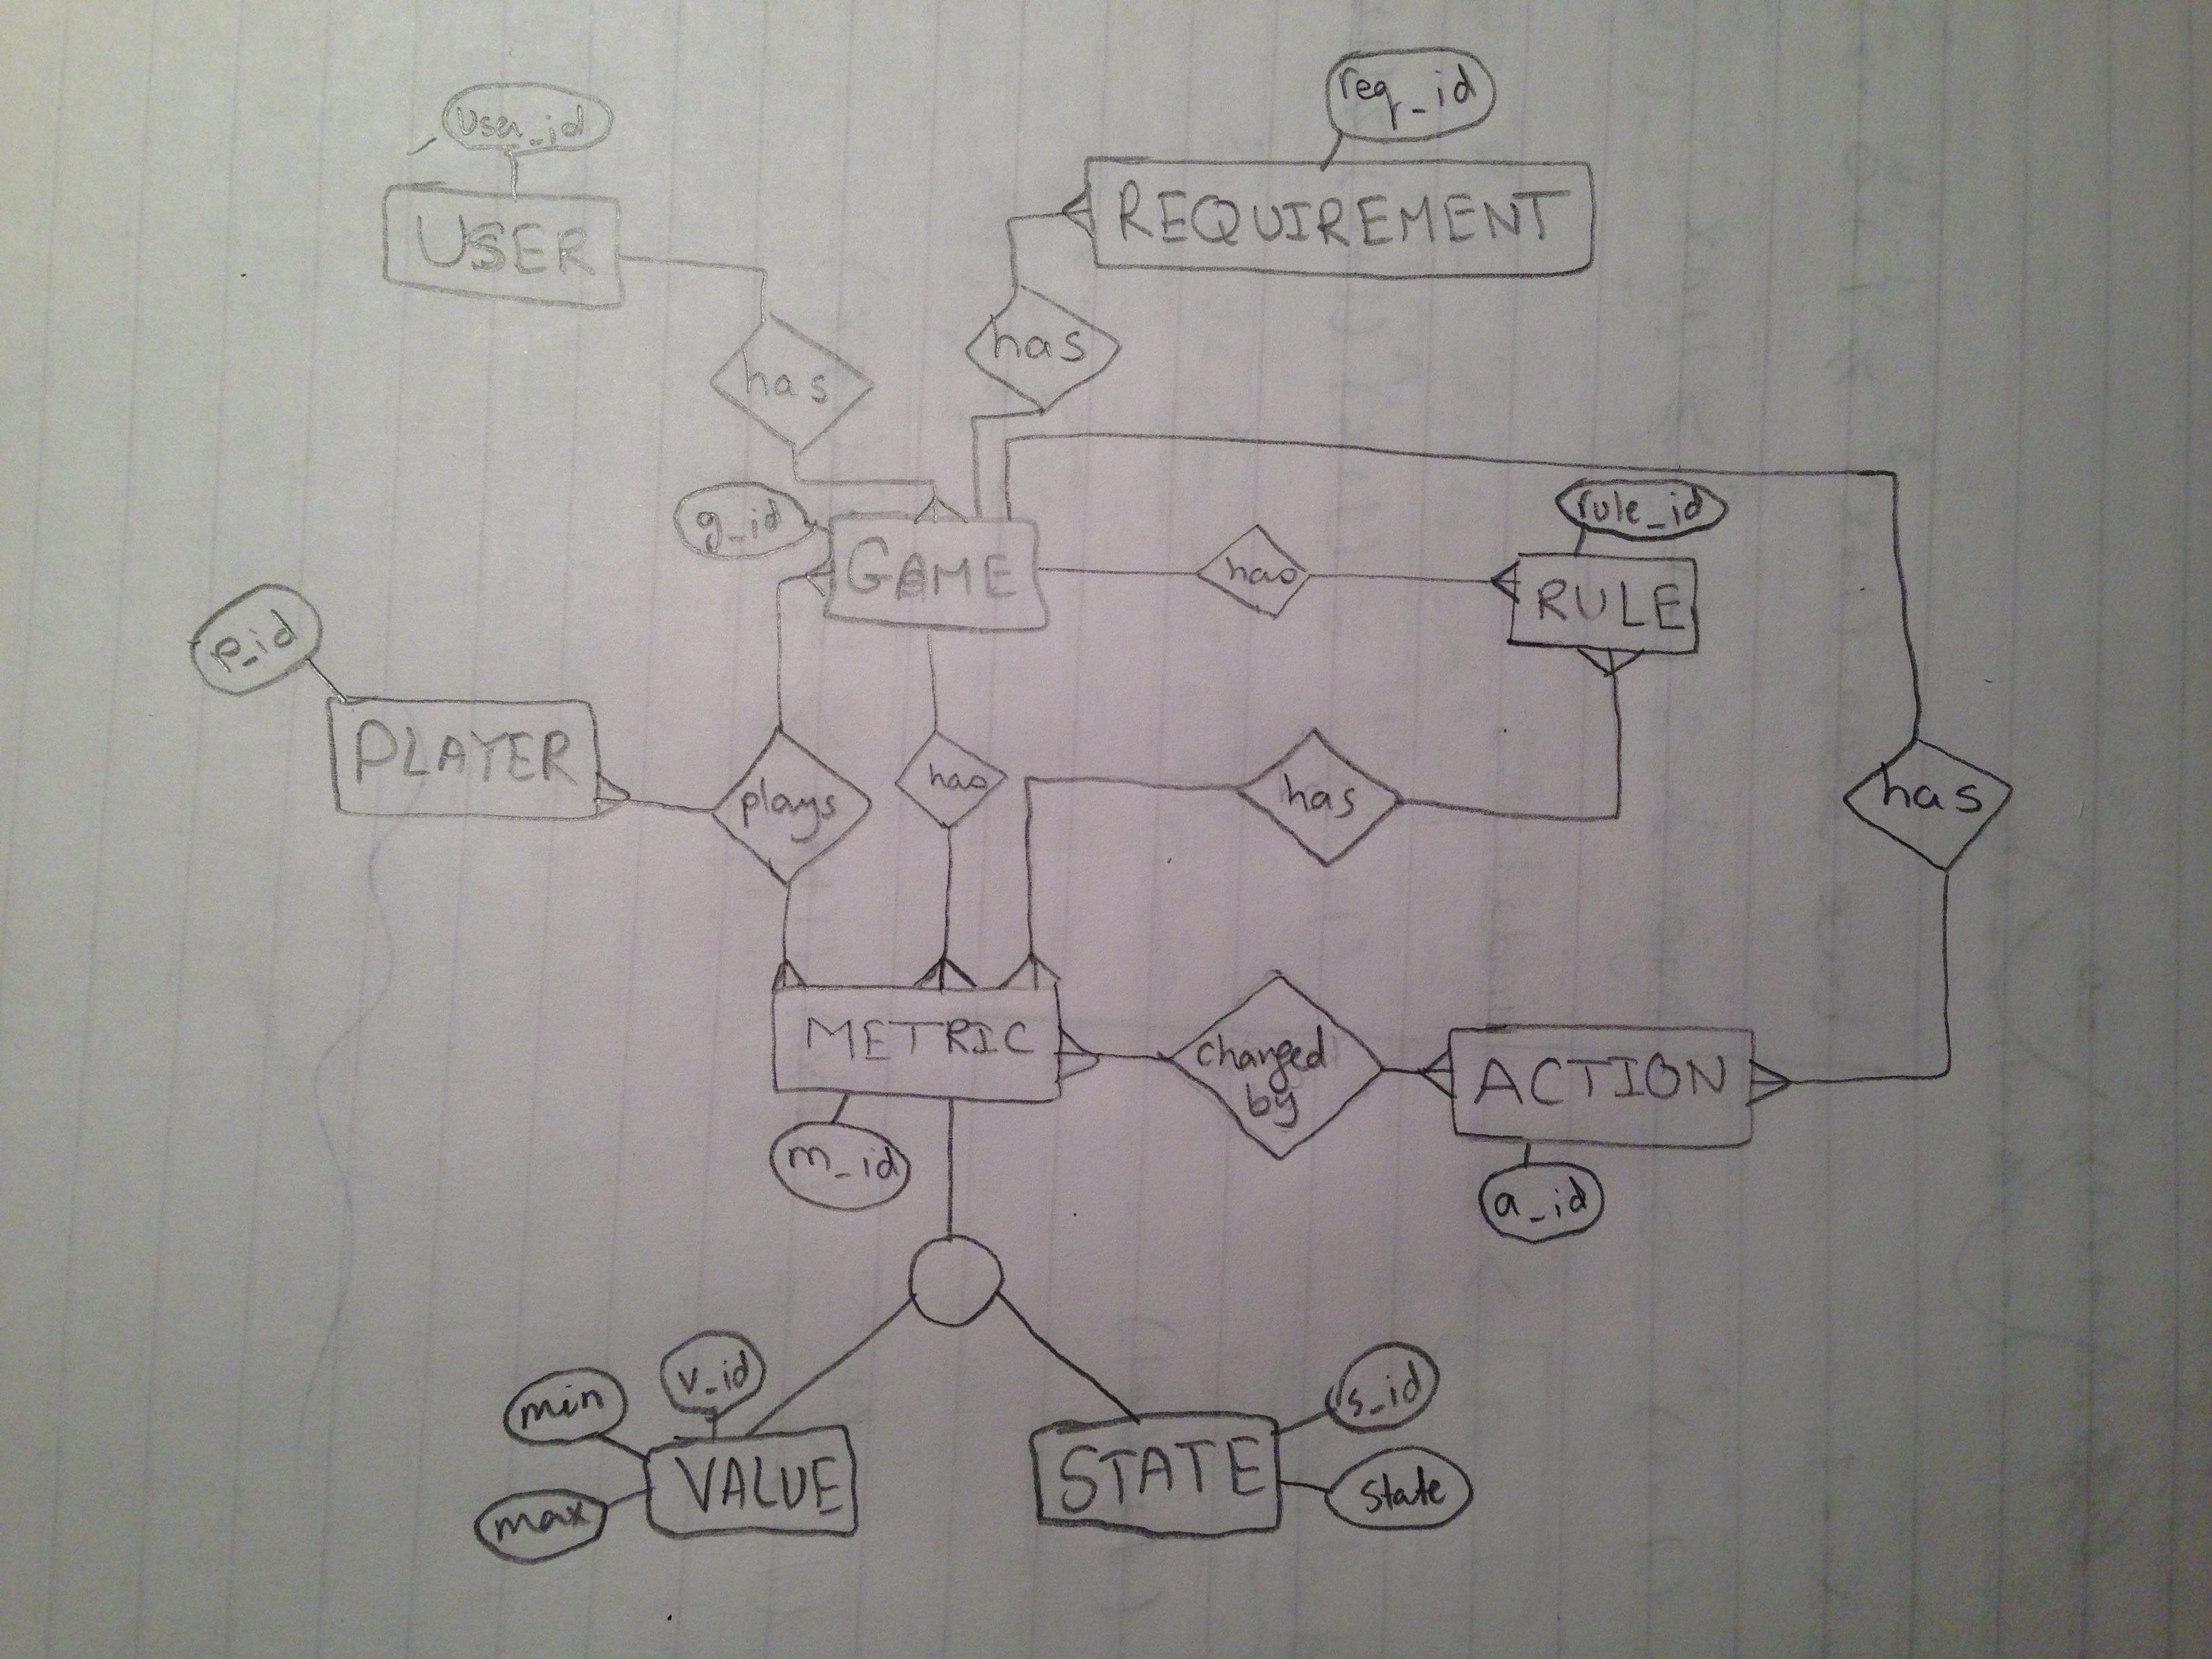 req_id
User_id
REQUIREMENT
USER
has
has
g_id
rule_id
GAME
has
RULE
p_id
PLAYER
plays
has
has
has
METRIC
changed
by
ACTION
m_id
a_id
min
v_id
s_id
max
VALUE
STATE
state